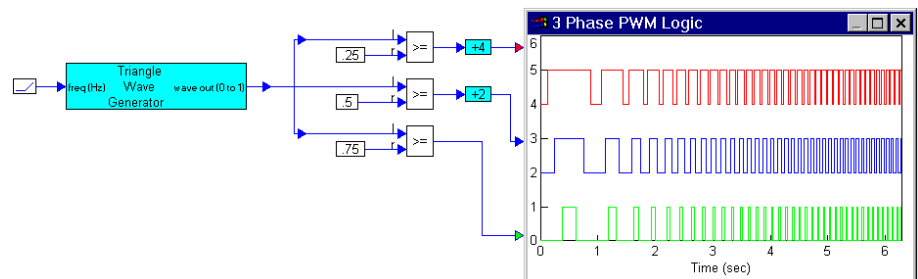 3 Phase PWM Logic
freq (Hz)
Triangle
Wave
Generator
wave out (0 to 1)
l
r
.25
>=
+4
l
r
.5
>=
+2
l
r
.75
>=
6
5
4
3
2
1
0
0 1 2 3 4 5 6
Time (sec)